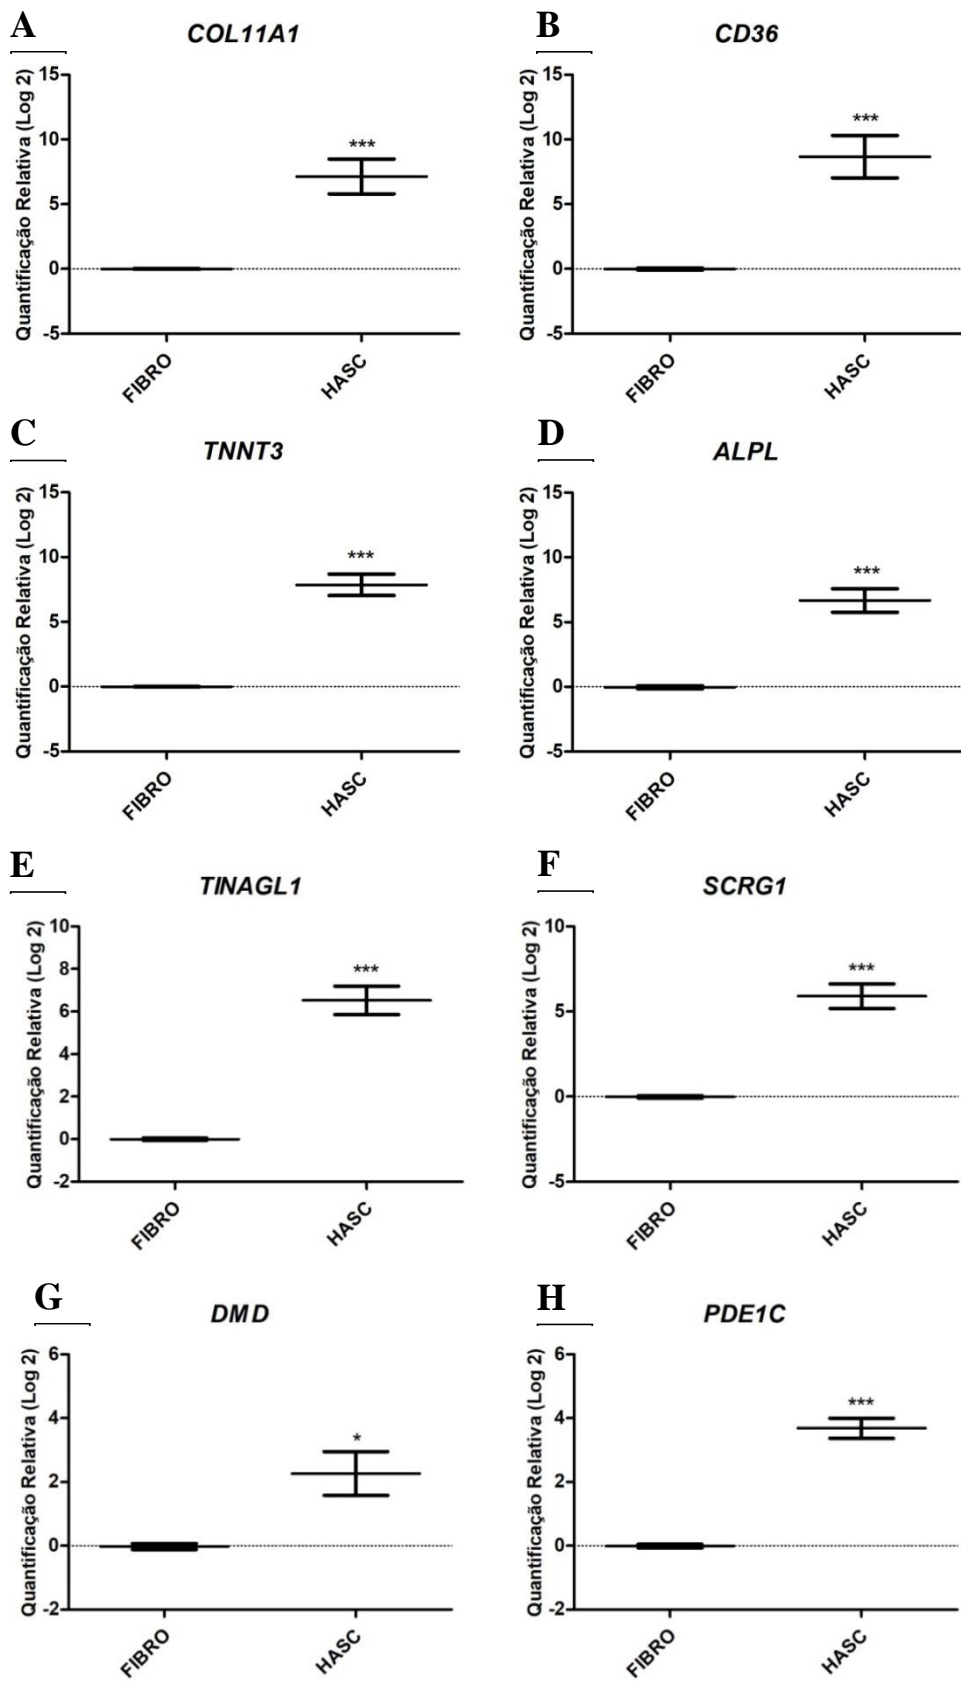 A
COL11A1
Quantificação Relativa (Log 2)
15
10
5
0
-5
***
FIBRO
HASC
B
CD36
Quantificação Relativa (Log 2)
15
10
5
0
-5
***
FIBRO
HASC
C
TNNT3
Quantificação Relativa (Log 2)
15
10
5
0
-5
***
FIBRO
HASC
D
ALPL
Quantificação Relativa (Log 2)
15
10
5
0
-5
***
FIBRO
HASC
E
TINAGL1
Quantificação Relativa (Log 2)
10
8
6
4
2
0
-2
***
FIBRO
HASC
F
SCRG1
Quantificação Relativa (Log 2)
10
5
0
-5
***
FIBRO
HASC
G
DMD
Quantificação Relativa (Log 2)
6
4
2
0
-2
*
FIBRO
HASC
H
PDE1C
Quantificação Relativa (Log 2)
6
4
2
0
-2
***
FIBRO
HASC